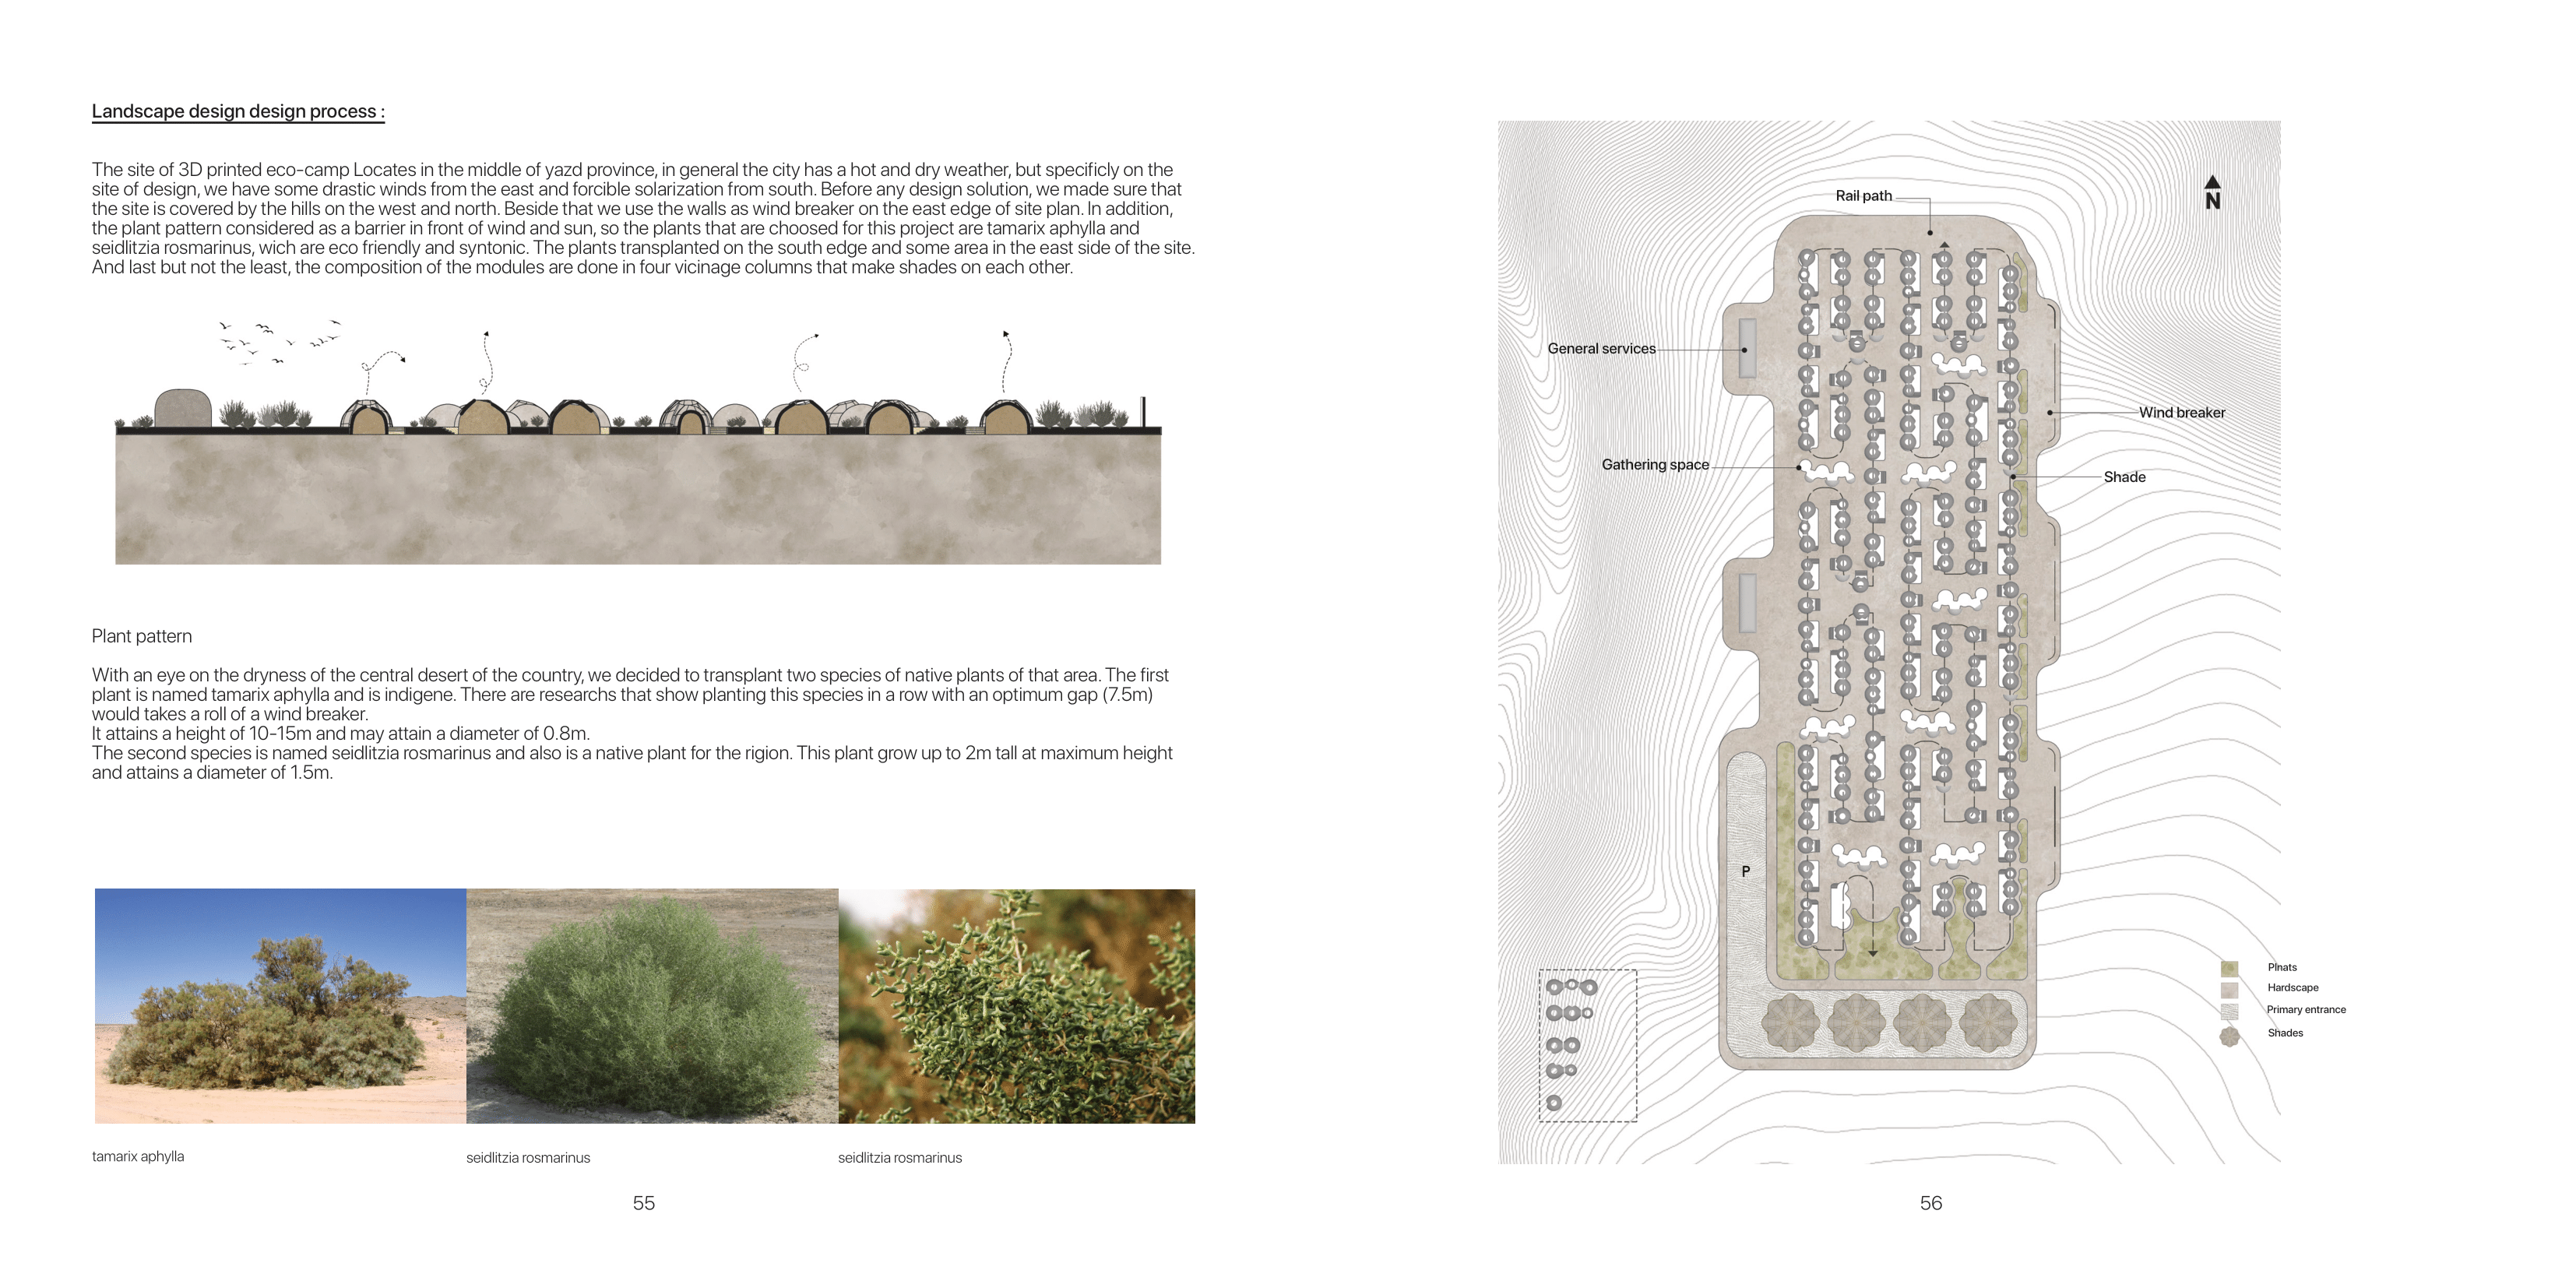 Landscape design design process :
The site of 3D printed eco-camp Locates in the middle of yazd province, in general the city has a hot and dry weather, but specificly on the
site of design, we have some drastic winds from the east and forcible solarization from south. Before any design solution, we made sure that
the site is covered by the hills on the west and north. Beside that we use the walls as wind breaker on the east edge of site plan. In addition,
the plant pattern considered as a barrier in front of wind and sun, so the plants that are choosed for this project are tamarix aphylla and
seidlitzia rosmarinus, wich are eco friendly and syntonic. The plants transplanted on the south edge and some area in the east side of the site.
And last but not the least, the composition of the modules are done in four vicinage columns that make shades on each other.
Plant pattern
With an eye on the dryness of the central desert of the country, we decided to transplant two species of native plants of that area. The first
plant is named tamarix aphylla and is indigene. There are researchs that show planting this species in a row with an optimum gap (7.5m)
would takes a roll of a wind breaker.
It attains a height of 10-15m and may attain a diameter of 0.8m.
The second species is named seidlitzia rosmarinus and also is a native plant for the rigion. This plant grow up to 2m tall at maximum height
and attains a diameter of 1.5m.
tamarix aphylla
seidlitzia rosmarinus
seidlitzia rosmarinus
55
Rail path
N
General services
Wind breaker
Gathering space
Shade
P
Plnats
Hardscape
Primary entrance
Shades
56